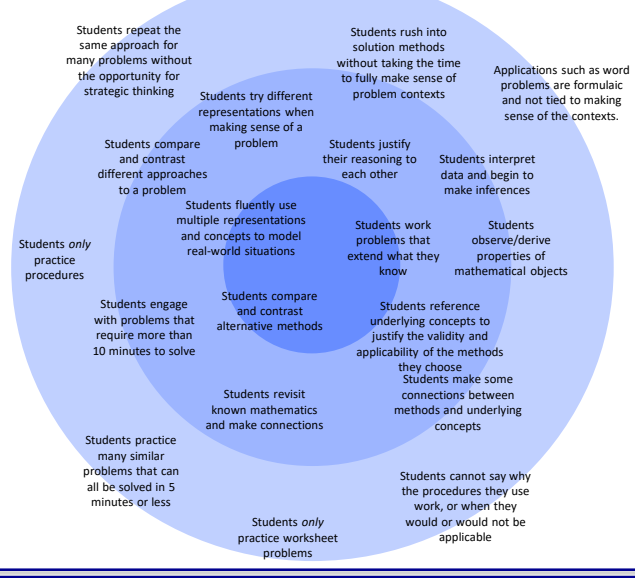 Students repeat the
same approach for
many problems without
the opportunity for
strategic thinking
Students rush into
solution methods
without taking the time
to fully make sense of
problem contexts
Applications such as word
problems are formulaic
and not tied to making
sense of the contexts.
Students try different
representations when
making sense of a
problem
Students compare
and contrast
different approaches
to a problem
Students justify
their reasoning to
each other
Students interpret
data and begin to
make inferences
Students fluently use
multiple representations
and concepts to model
real-world situations
Students work
problems that
extend what they
know
Students
observe/derive
properties of
mathematical objects
Students only
practice
procedures
Students engage
with problems that
require more than
10 minutes to solve
Students compare
and contrast
alternative methods
Students reference
underlying concepts to
justify the validity and
applicability of the methods
they choose
Students make some
connections between
methods and underlying
concepts
Students revisit
known mathematics
and make connections
Students practice
many similar
problems that can
all be solved in 5
minutes or less
Students cannot say why
the procedures they use
work, or when they
would or would not be
applicable
Students only
practice worksheet
problems